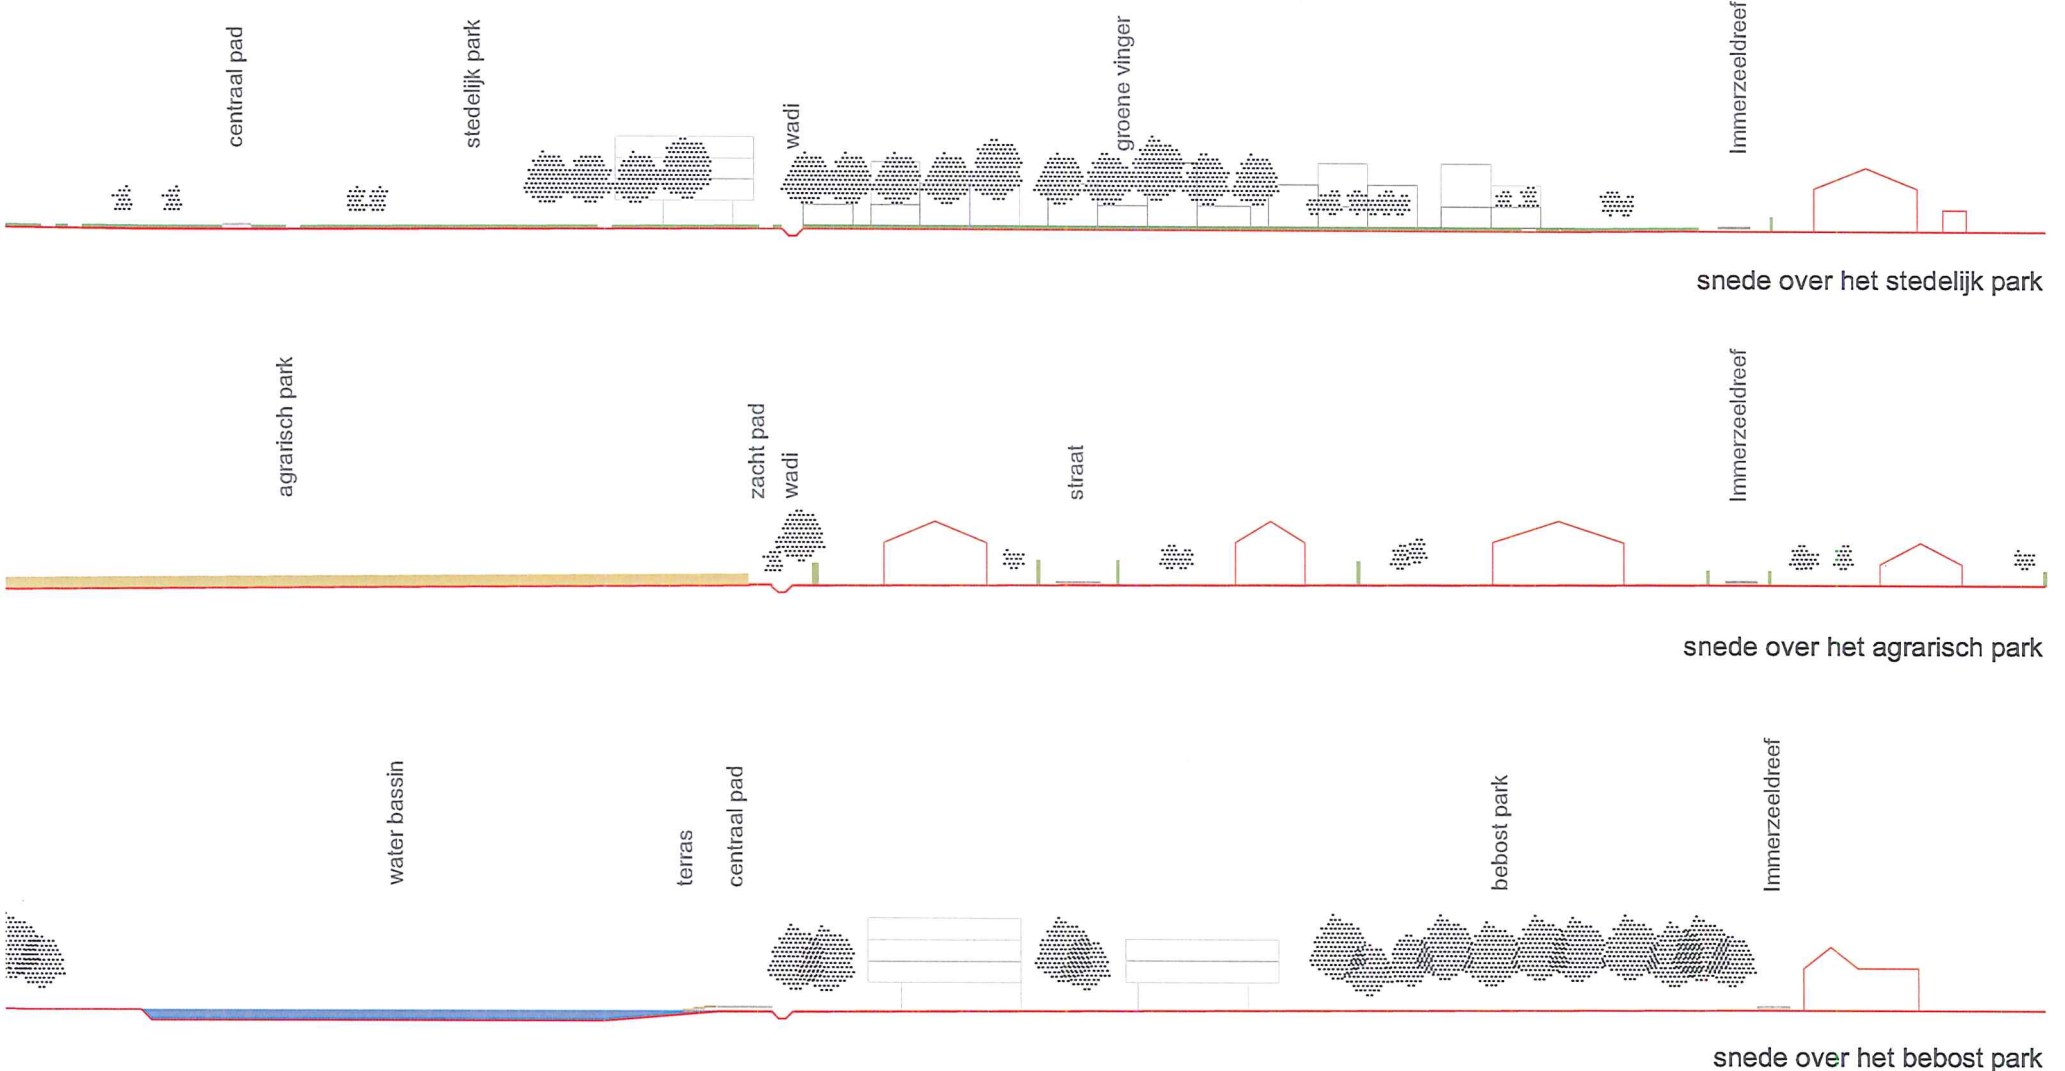 centraal pad
stedelijk park
wadi
groene vinger
Immerzeeldreef
snede over het stedelijk park
agrarisch park
zacht pad
wadi
straat
Immerzeeldreef
snede over het agrarisch park
water bassin
terras
centraal pad
bebost park
Immerzeeldreef
snede over het bebost park